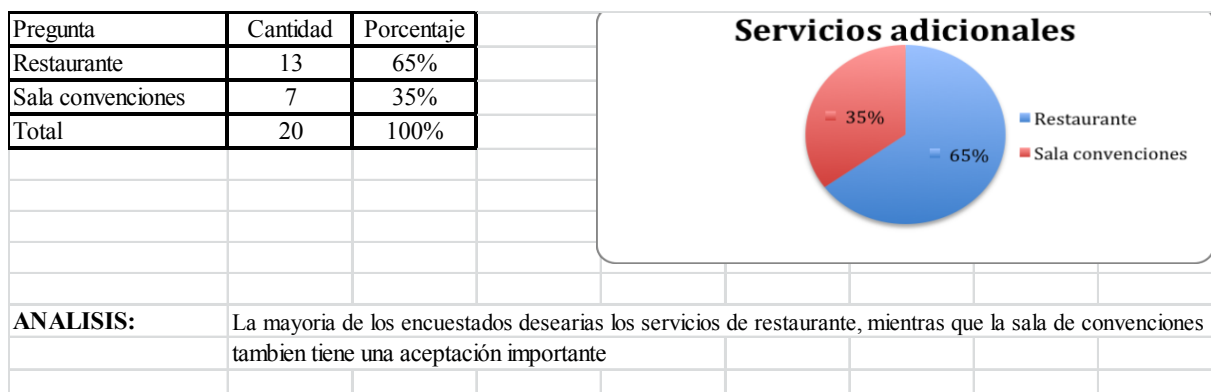 Pregunta Cantidad Porcentaje
Restaurante 13 65%
Sala convenciones 7 35%
Total 20 100%
Servicios adicionales
35%
65%
Restaurante
Sala convenciones
ANALISIS: La mayoria de los encuestados desearias los servicios de restaurante, mientras que la sala de convenciones
tambien tiene una aceptación importante